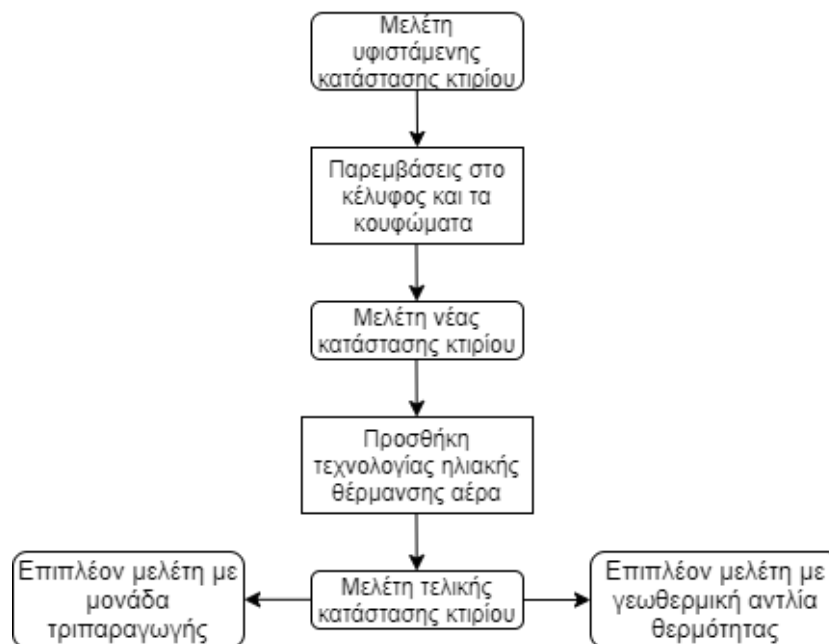 Μελέτη
υφιστάμενης
κατάστασης κτιρίου
Παρεμβάσεις στο
κέλυφος και τα
κουφώματα
Μελέτη νέας
κατάστασης κτιρίου
Προσθήκη
τεχνολογίας ηλιακής
θέρμανσης αέρα
Επιπλέον μελέτη με
μονάδα
τριπαραγωγής
Μελέτη τελικής
κατάστασης κτιρίου
Επιπλέον μελέτη με
γεωθερμική αντλία
θερμότητας